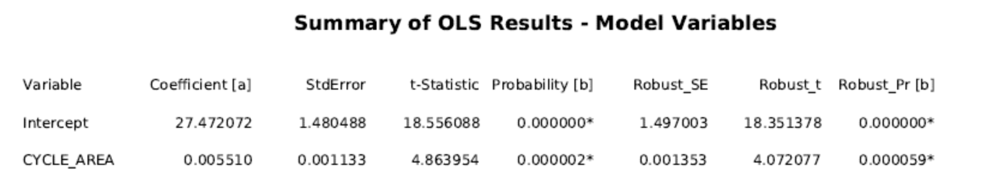 Summary of OLS Results - Model Variables
Variable Coefficient [a] StdError t-Statistic Probability [b] Robust_SE Robust_t Robust_Pr [b]
Intercept 27.472072 1.480488 18.556088 0.000000* 1.497003 18.351378 0.000000*
CYCLE_AREA 0.005510 0.001133 4.863954 0.000002* 0.001353 4.072077 0.000059*